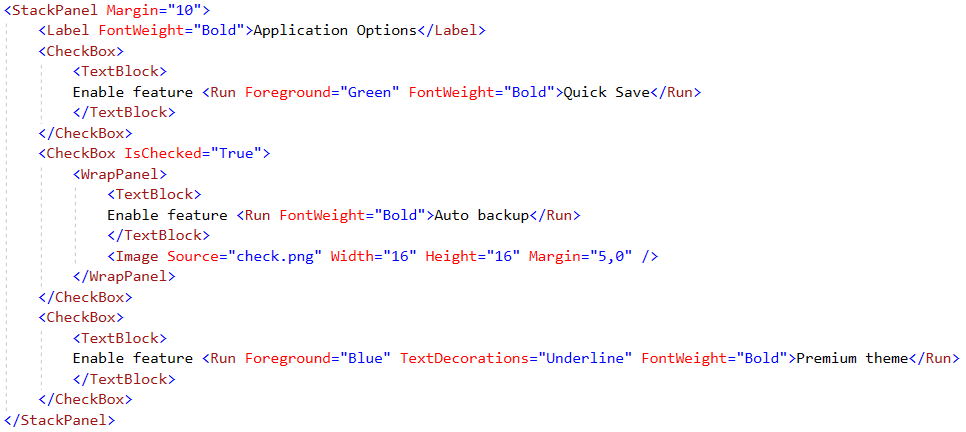 <StackPanel Margin="10">
<Label FontWeight="Bold">Application Options</Label>
<CheckBox>
<TextBlock>
Enable feature <Run Foreground="Green" FontWeight="Bold">Quick Save</Run>
</TextBlock>
</CheckBox>
<CheckBox IsChecked="True">
<WrapPanel>
<TextBlock>
Enable feature <Run FontWeight="Bold">Auto backup</Run>
</TextBlock>
<Image Source="check.png" Width="16" Height="16" Margin="5,0" />
</WrapPanel>
</CheckBox>
<CheckBox>
<TextBlock>
Enable feature <Run Foreground="Blue" TextDecorations="Underline" FontWeight="Bold">Premium theme</Run>
</TextBlock>
</CheckBox>
</StackPanel>